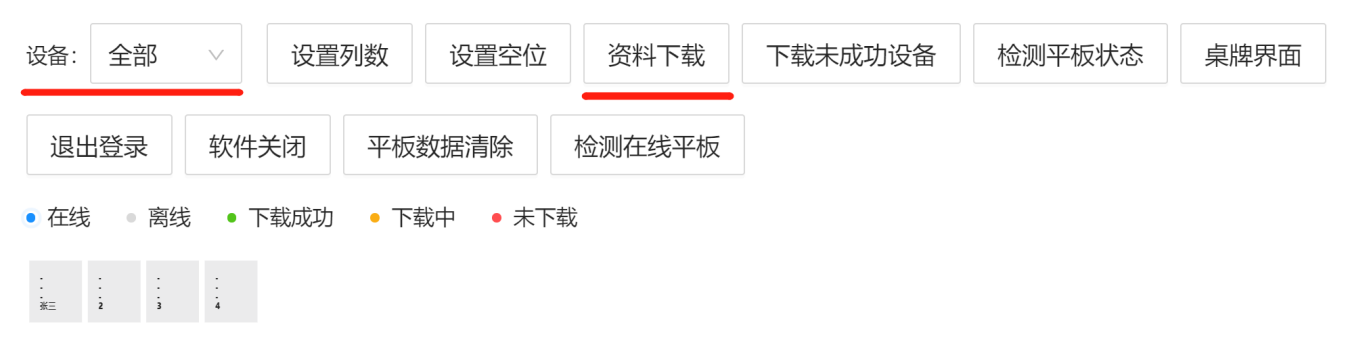 设备: 全部 设置列数 设置空位 资料下载 下载未成功设备 检测平板状态 桌牌界面
退出登录 软件关闭 平板数据清除 检测在线平板
在线 离线 下载成功 下载中 未下载
张三 2 3 4